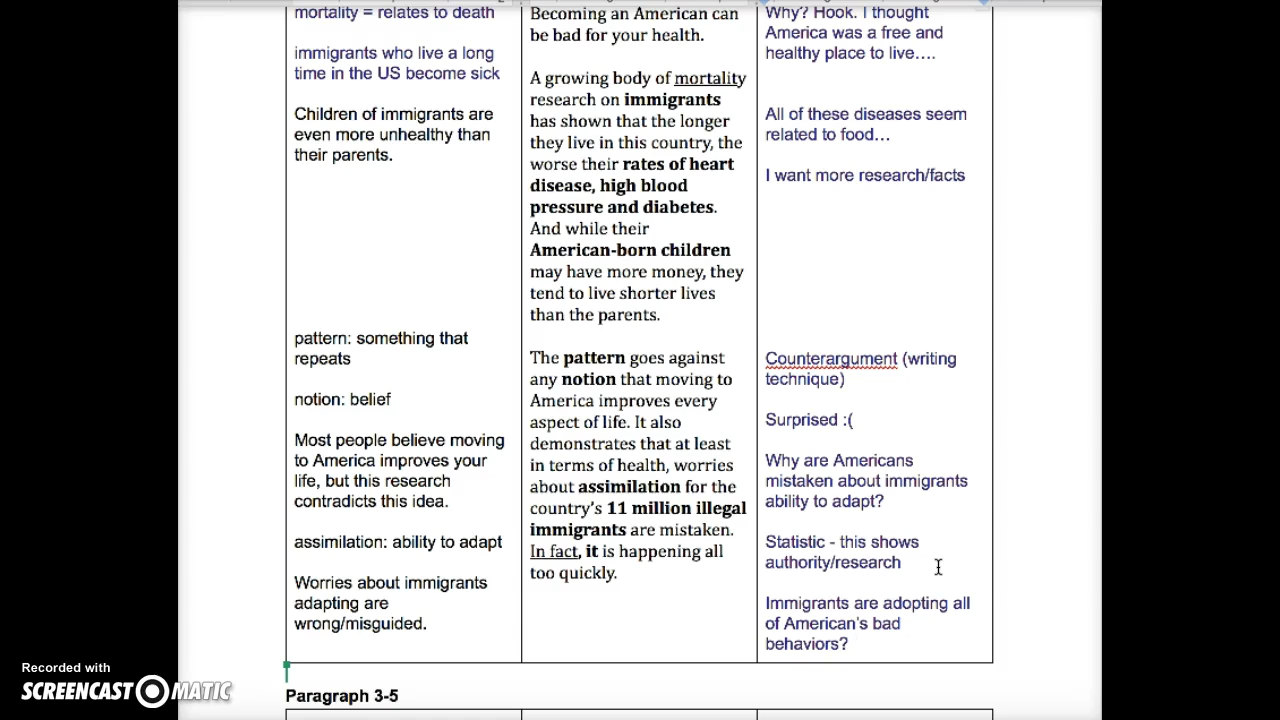 mortality = relates to death
immigrants who live a long
time in the US become sick
Children of immigrants are
even more unhealthy than
their parents.
pattern: something that
repeats
notion: belief
Most people believe moving
to America improves your
life, but this research
contradicts this idea.
assimilation: ability to adapt
Worries about immigrants
adapting are
wrong/misguided.
Becoming an American can
be bad for your health.
A growing body of mortality
research on immigrants
has shown that the longer
they live in this country, the
worse their rates of heart
disease, high blood
pressure and diabetes.
And while their
American-born children
may have more money, they
tend to live shorter lives
than the parents.
The pattern goes against
any notion that moving to
America improves every
aspect of life. It also
demonstrates that at least
in terms of health, worries
about assimilation for the
country's 11 million illegal
immigrants are mistaken.
In fact, it is happening all
too quickly.
Why? Hook. I thought
America was a free and
healthy place to live….
All of these diseases seem
related to food…
I want more research/facts
Counterargument (writing
technique)
Surprised :(
Why are Americans
mistaken about immigrants
ability to adapt?
Statistic - this shows
authority/research
Immigrants are adopting all
of American's bad
behaviors?
Paragraph 3-5
Recorded with
SCREENCAST O MATIC